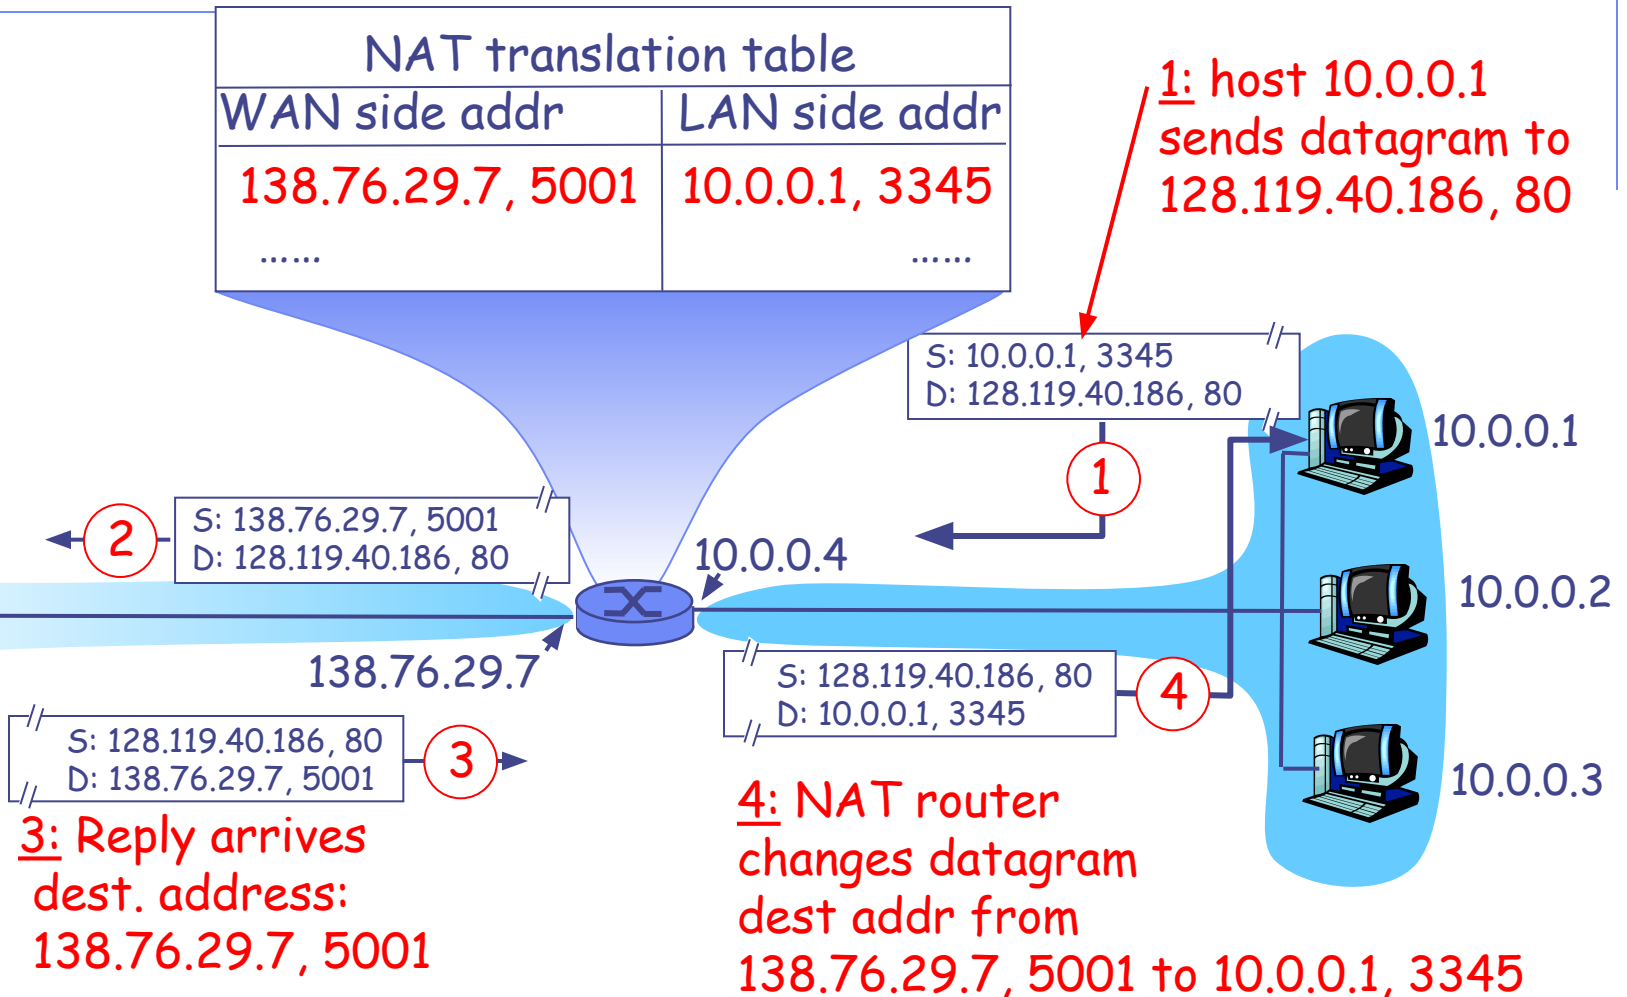 NAT translation table
WAN side addr LAN side addr
138.76.29.7, 5001 10.0.0.1, 3345
...... ......
1: host 10.0.0.1
sends datagram to
128.119.40.186, 80
S: 10.0.0.1, 3345
D: 128.119.40.186, 80
1
10.0.0.1
S: 138.76.29.7, 5001
D: 128.119.40.186, 80
2
10.0.0.4
10.0.0.2
138.76.29.7
S: 128.119.40.186, 80
D: 10.0.0.1, 3345
4
S: 128.119.40.186, 80
D: 138.76.29.7, 5001
3
10.0.0.3
3: Reply arrives
dest. address:
138.76.29.7, 5001
4: NAT router
changes datagram
dest addr from
138.76.29.7, 5001 to 10.0.0.1, 3345